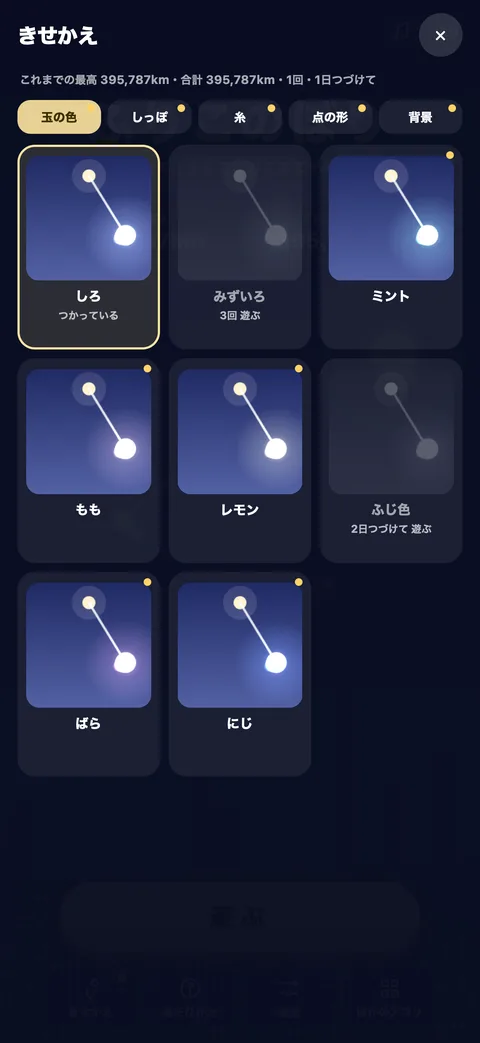 きせかえ
これまでの最高 395,787km・合計 395,787km・1回・1日つづけて
玉の色 しっぽ 糸 点の形 背景
しろ みずいろ ミント
つかっている 3回 遊ぶ
もも レモン ふじ色
2日つづけて 遊ぶ
ばら にじ